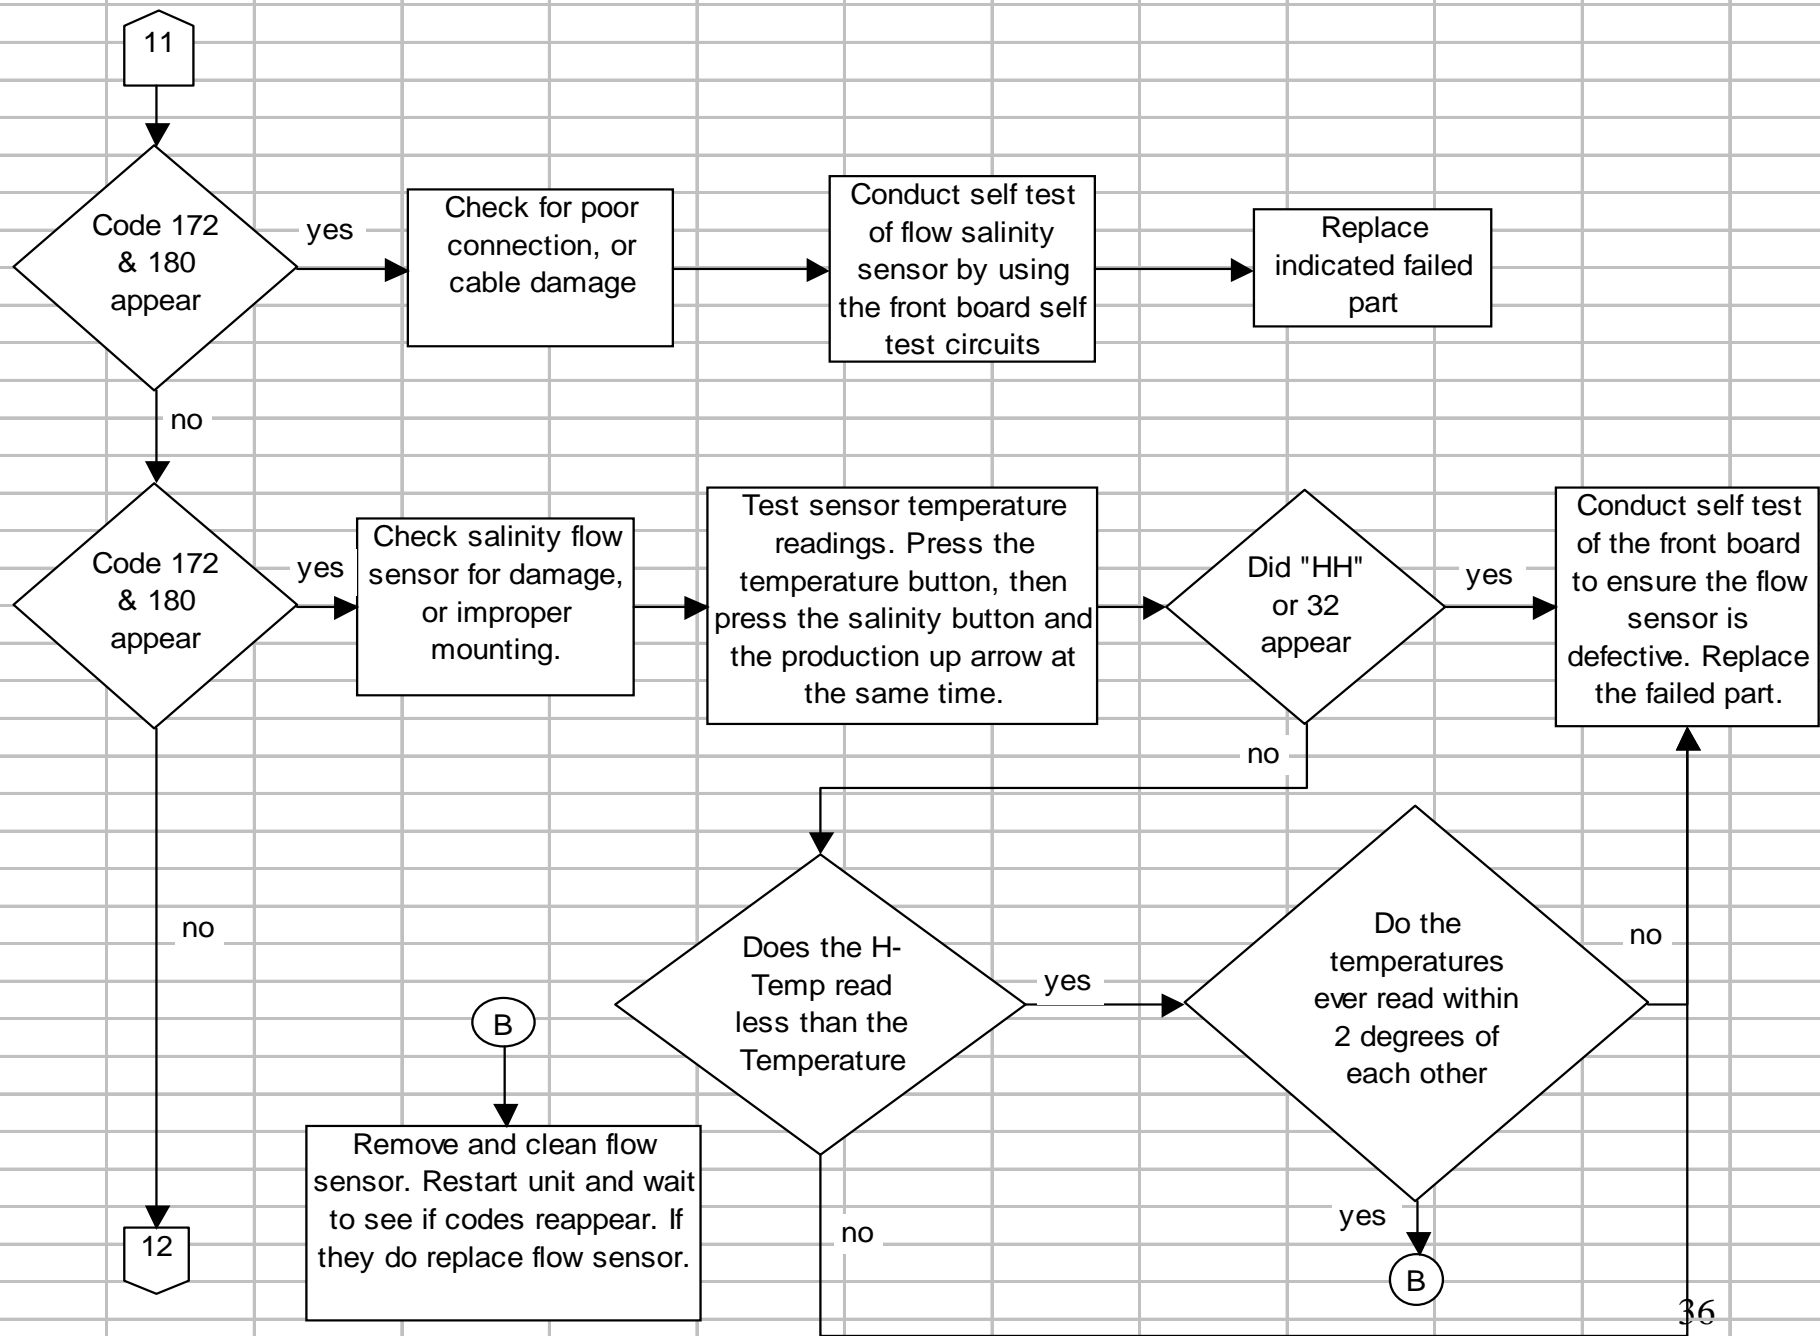 11
Code 172
& 180
appear
yes
Check for poor
connection, or
cable damage
Conduct self test
of flow salinity
sensor by using
the front board self
test circuits
Replace
indicated failed
part
no
Code 172
& 180
appear
yes
Check salinity flow
sensor for damage,
or improper
mounting.
Test sensor temperature
readings. Press the
temperature button, then
press the salinity button and
the production up arrow at
the same time.
Did "HH"
or 32
appear
yes
Conduct self test
of the front board
to ensure the flow
sensor is
defective. Replace
the failed part.
no
no
Does the H-
Temp read
less than the
Temperature
yes
Do the
temperatures
ever read within
2 degrees of
each other
no
B
Remove and clean flow
sensor. Restart unit and wait
to see if codes reappear. If
they do replace flow sensor.
no
yes
B
12
36